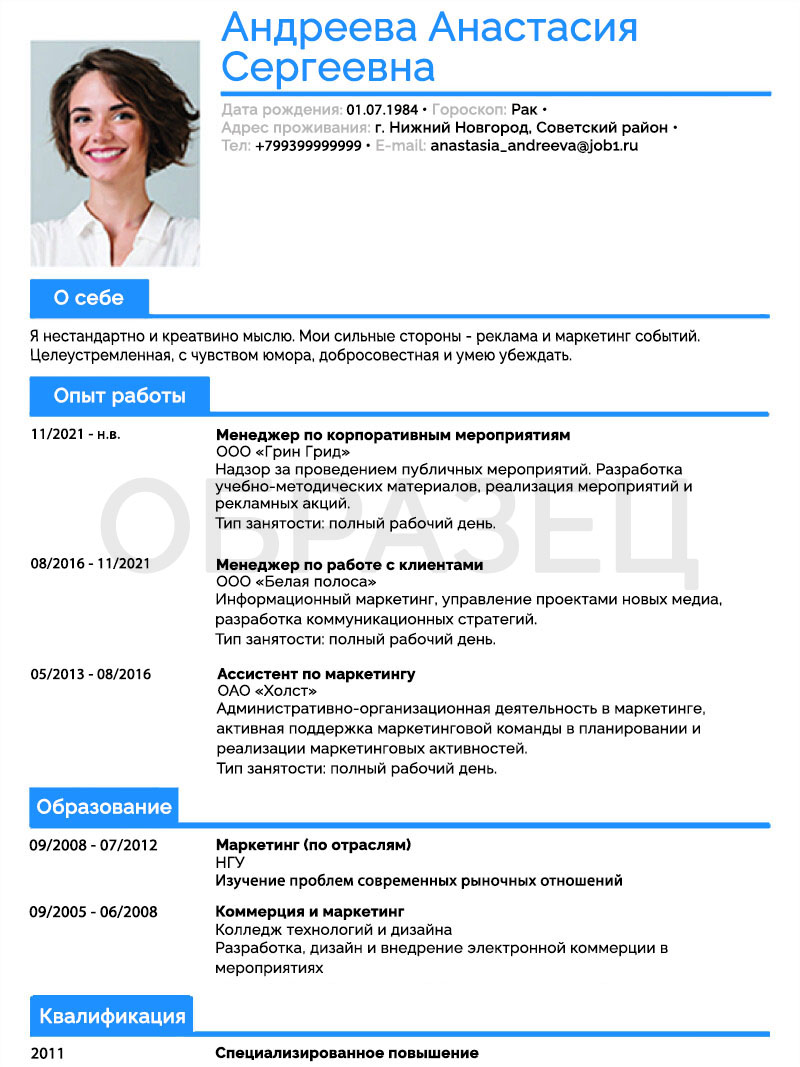 Андреева Анастасия
Сергеевна
Дата рождения: 01.07.1984 • Гороскоп: Рак •
Адрес проживания: г. Нижний Новгород, Советский район •
Тел: +799399999999 • E-mail: anastasia_andreeva@job1.ru
О себе
Я нестандартно и креатвино мыслю. Мои сильные стороны - реклама и маркетинг событий.
Целеустремленная, с чувством юмора, добросовестная и умею убеждать.
Опыт работы
11/2021 - н.в.
Менеджер по корпоративным мероприятиям
ООО «Грин Грид»
Надзор за проведением публичных мероприятий. Разработка
учебно-методических материалов, реализация мероприятий и
рекламных акций.
Тип занятости: полный рабочий день.
ОБРАЗЕЦ
08/2016 - 11/2021
Менеджер по работе с клиентами
ООО «Белая полоса»
Информационный маркетинг, управление проектами новых медиа,
разработка коммуникационных стратегий.
Тип занятости: полный рабочий день.
05/2013 - 08/2016
Ассистент по маркетингу
ОАО «Холст»
Административно-организационная деятельность в маркетинге,
активная поддержка маркетинговой команды в планировании и
реализации маркетинговых активностей.
Тип занятости: полный рабочий день.
Образование
09/2008 - 07/2012
Маркетинг (по отраслям)
НГУ
Изучение проблем современных рыночных отношений
09/2005 - 06/2008
Коммерция и маркетинг
Колледж технологий и дизайна
Разработка, дизайн и внедрение электронной коммерции в
мероприятиях
Квалификация
2011
Специализированное повышение